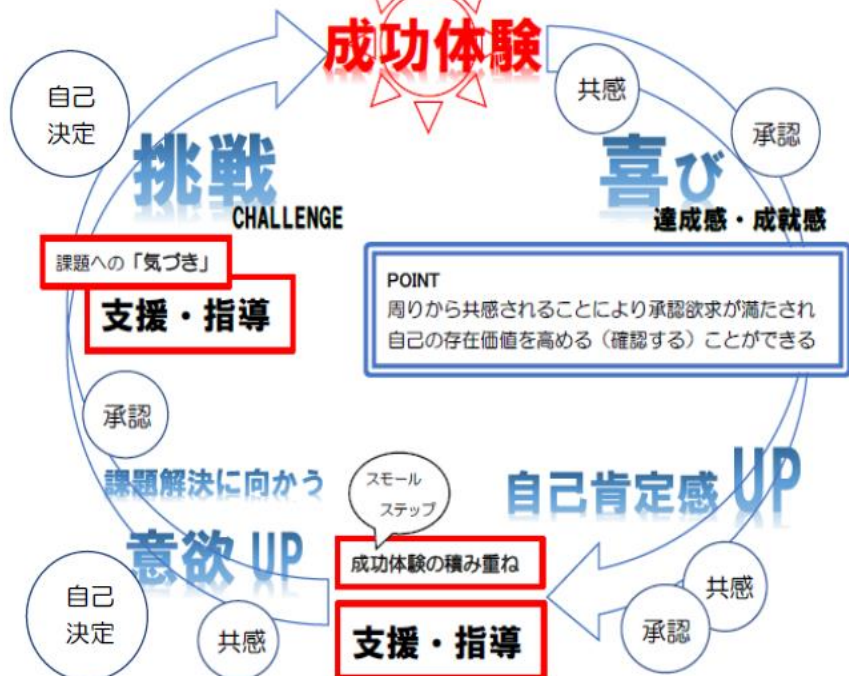 成功体験
共感
承認
喜び
達成感・成就感
自己
決定
挑戦
CHALLENGE
課題への「気づき」
支援・指導
POINT
周りから共感されることにより承認欲求が満たされ
自己の存在価値を高める（確認する）ことができる
承認
課題解決に向かう
意欲 UP
自己
決定
共感
スモール
ステップ
成功体験の積み重ね
支援・指導
自己肯定感 UP
共感
承認